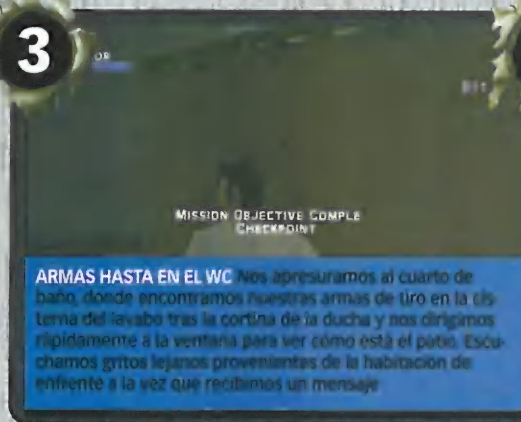 3
MISSION OBJECTIVE COMPLE
CHECKPOINT
ARMAS HASTA EN EL WC Nos apresuramos al cuarto de
baño, donde encontramos nuestras armas de tiro en la cis-
terna del lavabo tras la cortina de la ducha y nos dirigimos
rápidamente a la ventana para ver cómo está el patio. Escu-
chamos gritos lejanos provenientes de la habitación de
enfrente a la vez que recibimos un mensaje